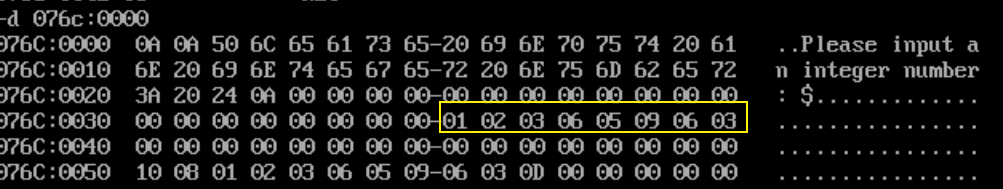 -d 076c:0000
076C:0000 0A 0A 50 6C 65 61 73 65-20 69 6E 70 75 74 20 61 ..Please input a
076C:0010 6E 20 69 6E 74 65 67 65-72 20 6E 75 6D 62 65 72 n integer number
076C:0020 3A 20 24 0A 00 00 00 00-00 00 00 00 00 00 00 00 : $.............
076C:0030 00 00 00 00 00 00 00 00-01 02 03 06 05 09 06 03 ................
076C:0040 00 00 00 00 00 00 00 00-00 00 00 00 00 00 00 00 ................
076C:0050 10 08 01 02 03 06 05 09-06 03 0D 00 00 00 00 00 ................